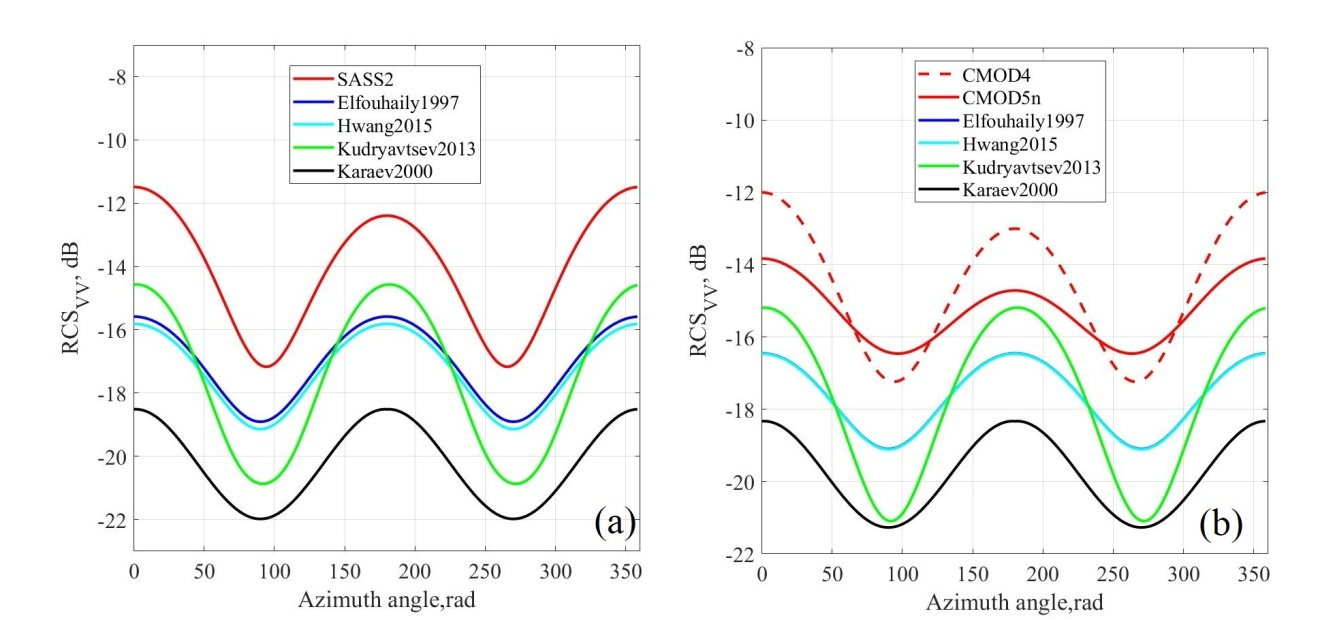 RCS_VV, dB
-8
-10
-12
-14
-16
-18
-20
-22
SASS2
Elfouhaily1997
Hwang2015
Kudryavtsev2013
Karaev2000
(a)
0 50 100 150 200 250 300 350
Azimuth angle,rad
RCS_VV, dB
-8
-10
-12
-14
-16
-18
-20
-22
CMOD4
CMOD5n
Elfouhaily1997
Hwang2015
Kudryavtsev2013
Karaev2000
(b)
0 50 100 150 200 250 300 350
Azimuth angle,rad